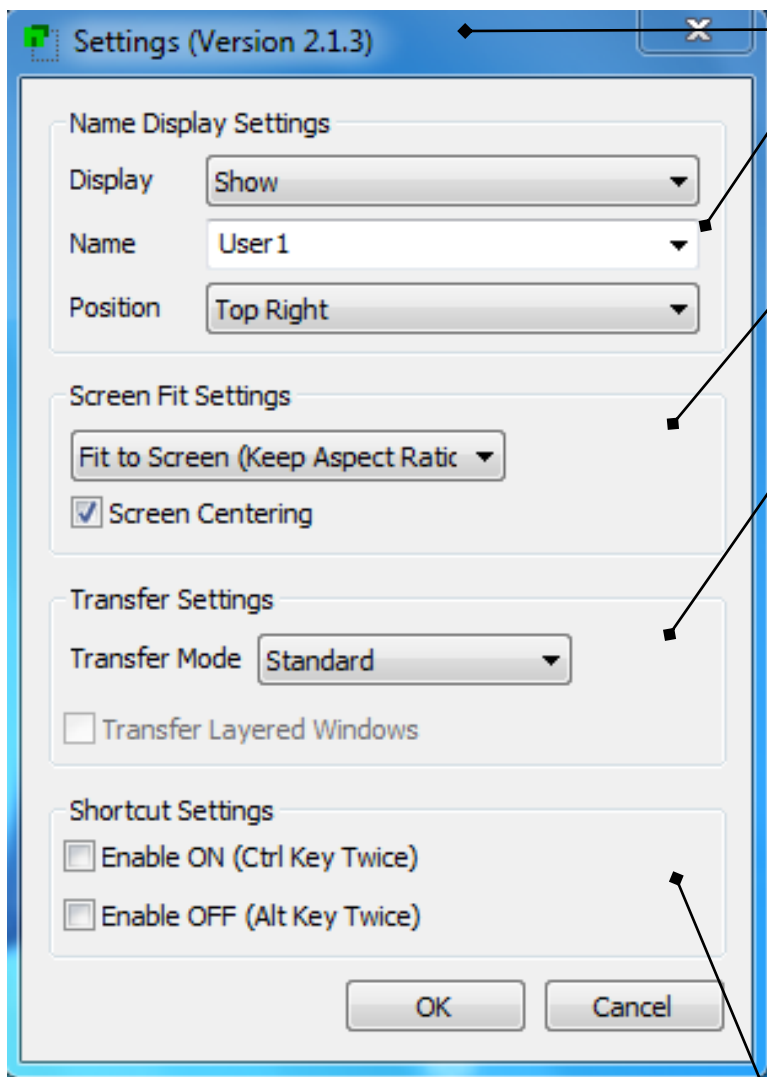 Settings (Version 2.1.3)
Name Display Settings
Display Show
Name User1
Position Top Right
Screen Fit Settings
Fit to Screen (Keep Aspect Ratic
Screen Centering
Transfer Settings
Transfer Mode Standard
Transfer Layered Windows
Shortcut Settings
Enable ON (Ctrl Key Twice)
Enable OFF (Alt Key Twice)
OK Cancel